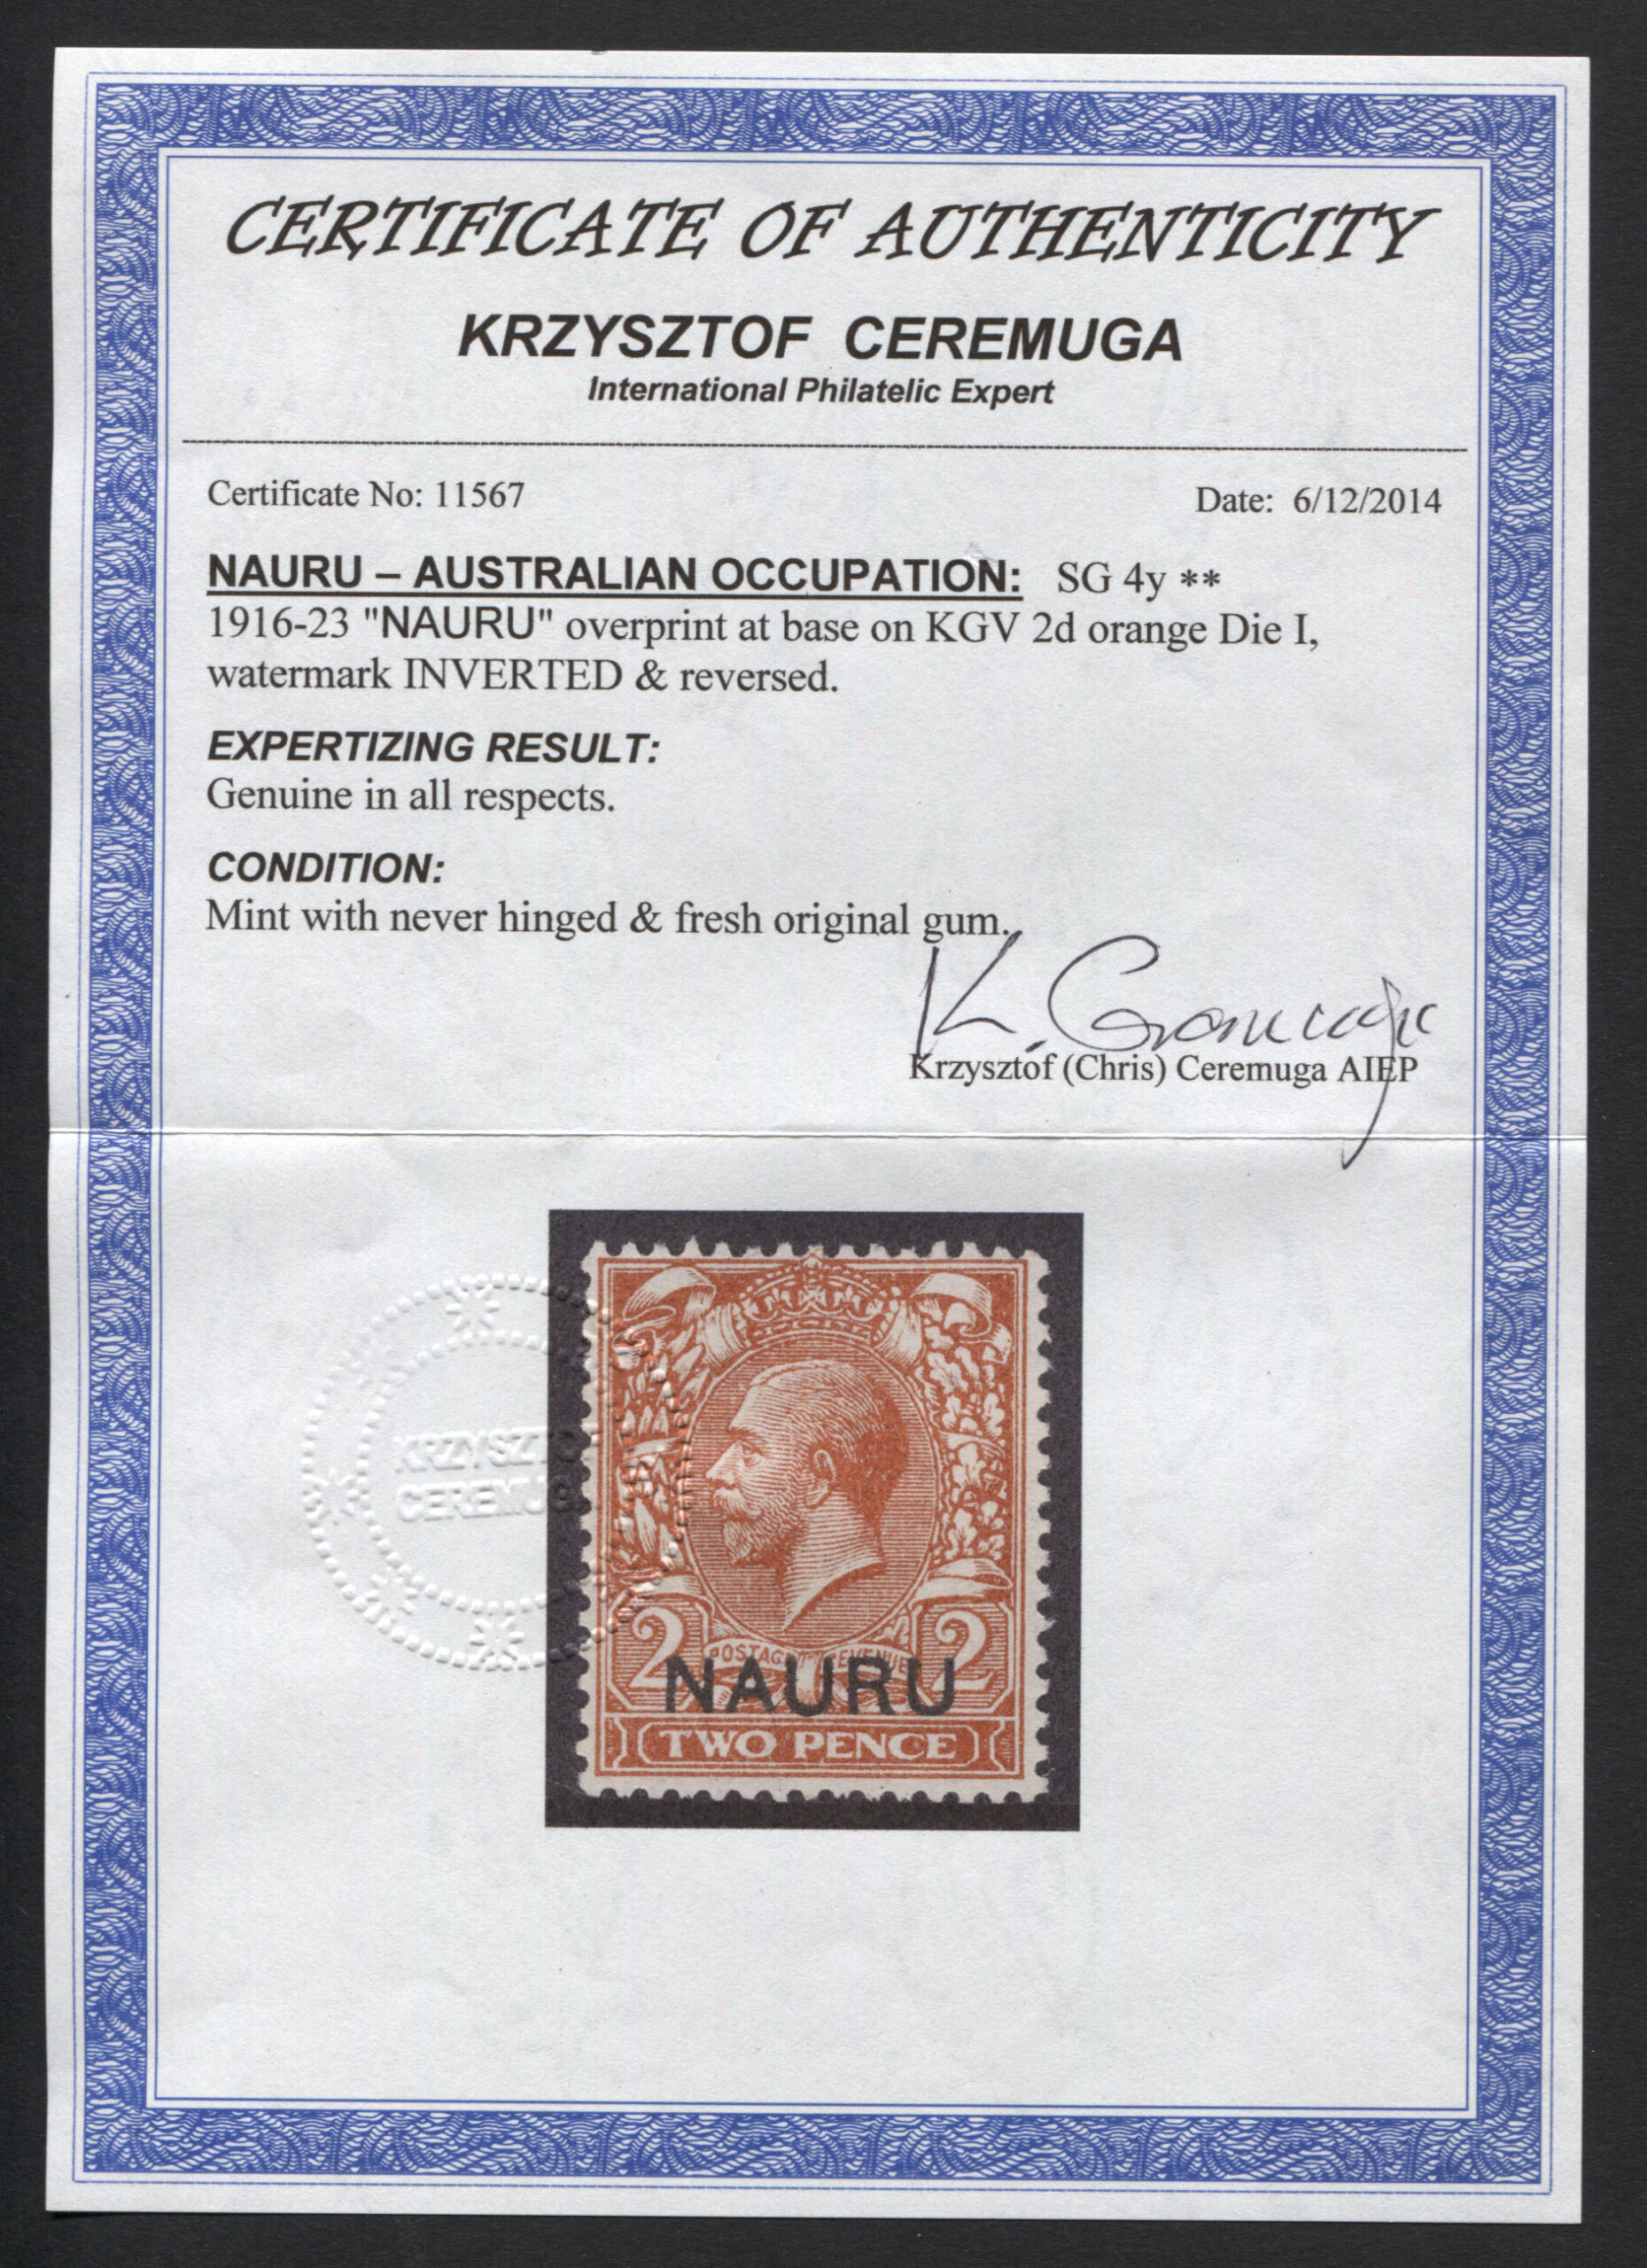 CERTIFICATE OF AUTHENTICITY
KRZYSZTOF CEREMUGA
International Philatelic Expert
Certificate No: 11567
Date: 6/12/2014
NAURU – AUSTRALIAN OCCUPATION: SG 4y **
1916-23 "NAURU" overprint at base on KGV 2d orange Die I,
watermark INVERTED & reversed.
EXPERTIZING RESULT:
Genuine in all respects.
CONDITION:
Mint with never hinged & fresh original gum.
K. Ceremuga
Krzysztof (Chris) Ceremuga AIEP
KRZYSZTOF
2 2
NAURU
TWO PENCE